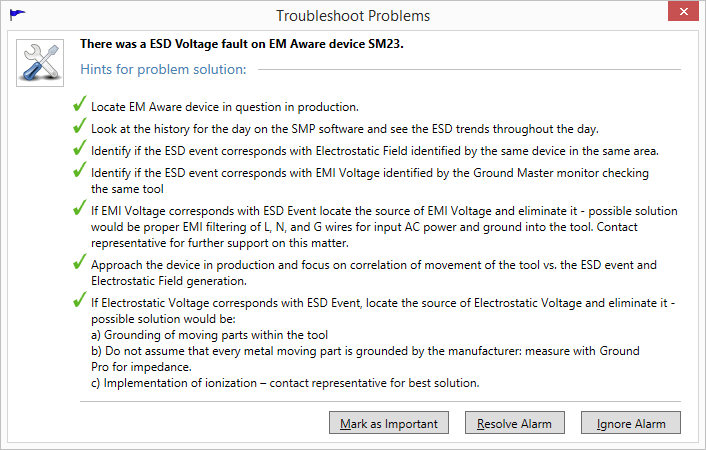 Troubleshoot Problems
There was a ESD Voltage fault on EM Aware device SM23.
Hints for problem solution:
Locate EM Aware device in question in production.
Look at the history for the day on the SMP software and see the ESD trends throughout the day.
Identify if the ESD event corresponds with Electrostatic Field identified by the same device in the same area.
Identify if the ESD event corresponds with EMI Voltage identified by the Ground Master monitor checking
the same tool
If EMI Voltage corresponds with ESD Event locate the source of EMI Voltage and eliminate it - possible solution
would be proper EMI filtering of L, N, and G wires for input AC power and ground into the tool. Contact
representative for further support on this matter.
Approach the device in production and focus on correlation of movement of the tool vs. the ESD event and
Electrostatic Field generation.
If Electrostatic Voltage corresponds with ESD Event, locate the source of Electrostatic Voltage and eliminate it -
possible solution would be:
a) Grounding of moving parts within the tool
b) Do not assume that every metal moving part is grounded by the manufacturer: measure with Ground
Pro for impedance.
c) Implementation of ionization – contact representative for best solution.
Mark as Important
Resolve Alarm
Ignore Alarm